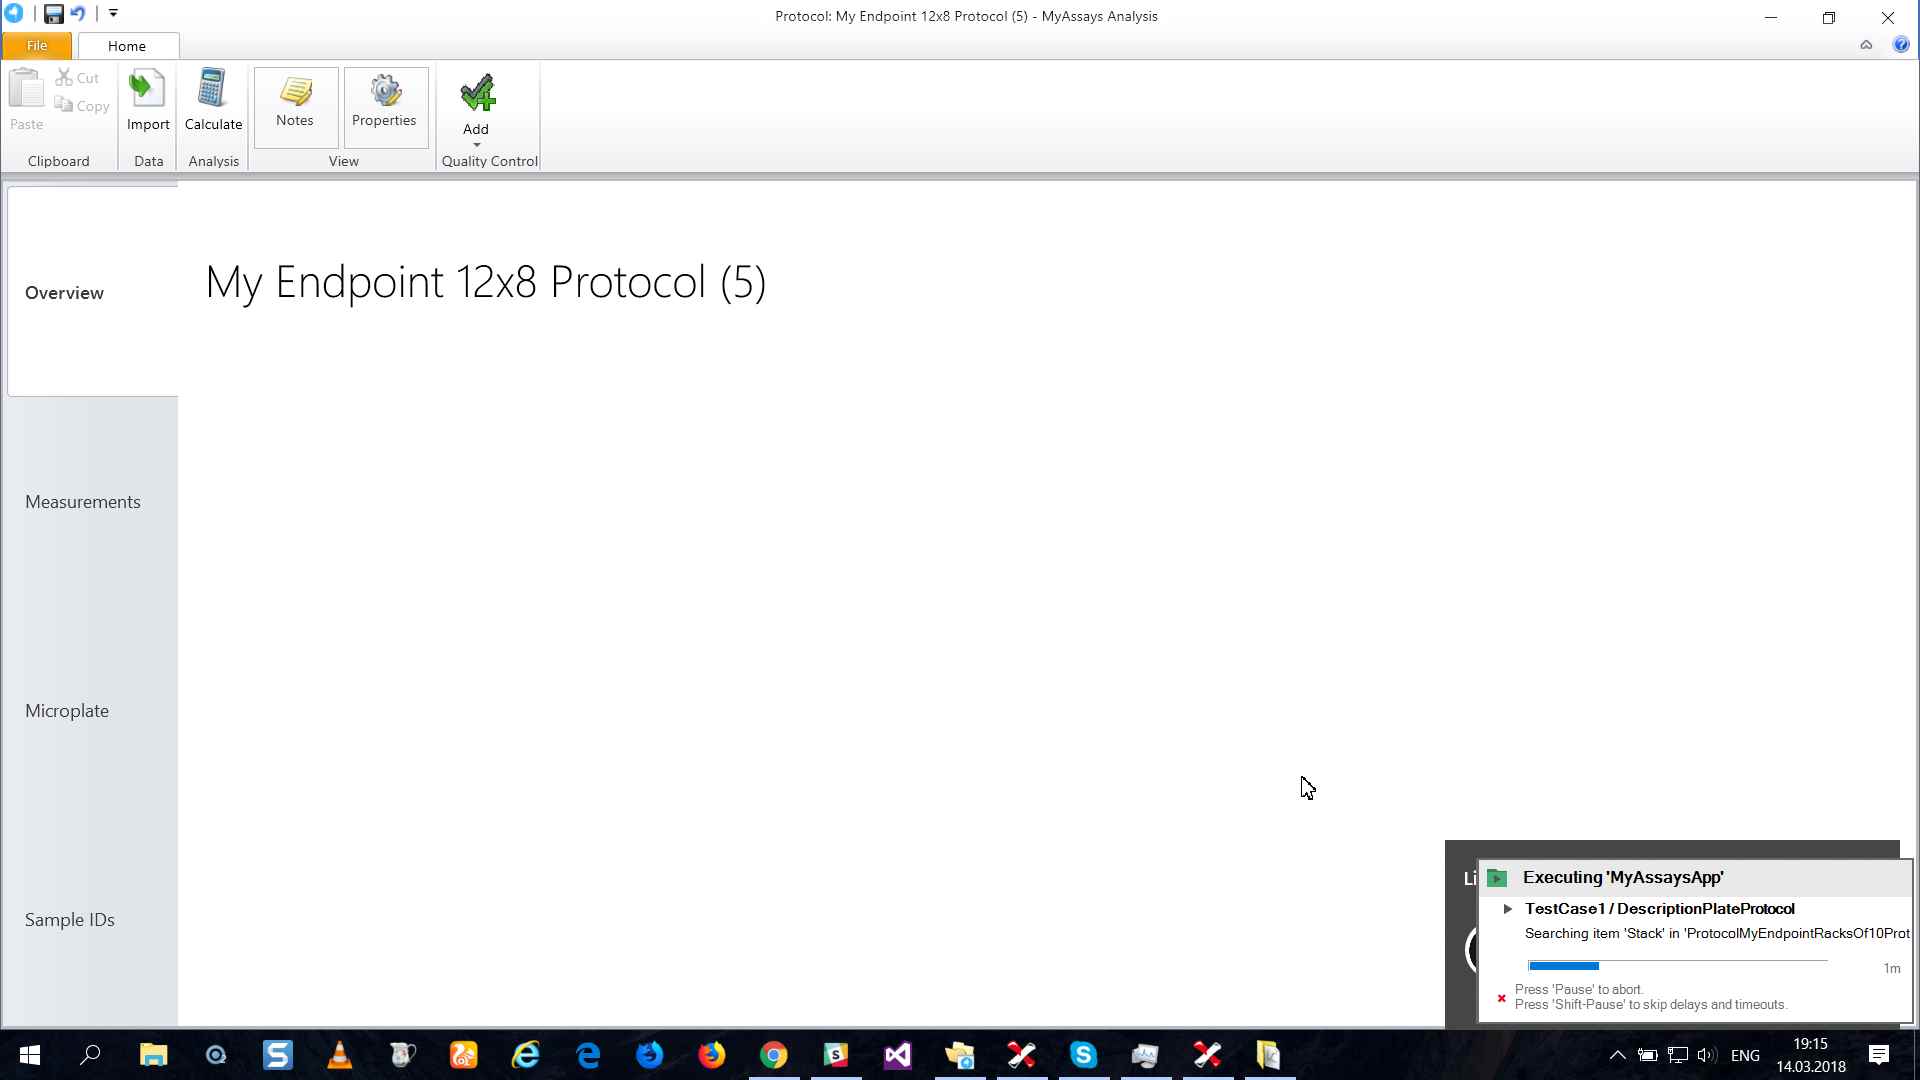 Protocol: My Endpoint 12x8 Protocol (5) - MyAssays Analysis
File
Home
Paste
Cut
Copy
Import
Calculate
Notes
Properties
Add
Clipboard
Data
Analysis
View
Quality Control
Overview
My Endpoint 12x8 Protocol (5)
Measurements
Microplate
Sample IDs
Li
Executing 'MyAssaysApp'
TestCase1 / DescriptionPlateProtocol
Searching item 'Stack' in 'ProtocolMyEndpointRacksOf10Prot
1m
Press 'Pause' to abort.
Press 'Shift-Pause' to skip delays and timeouts.
ENG
19:15
14.03.2018